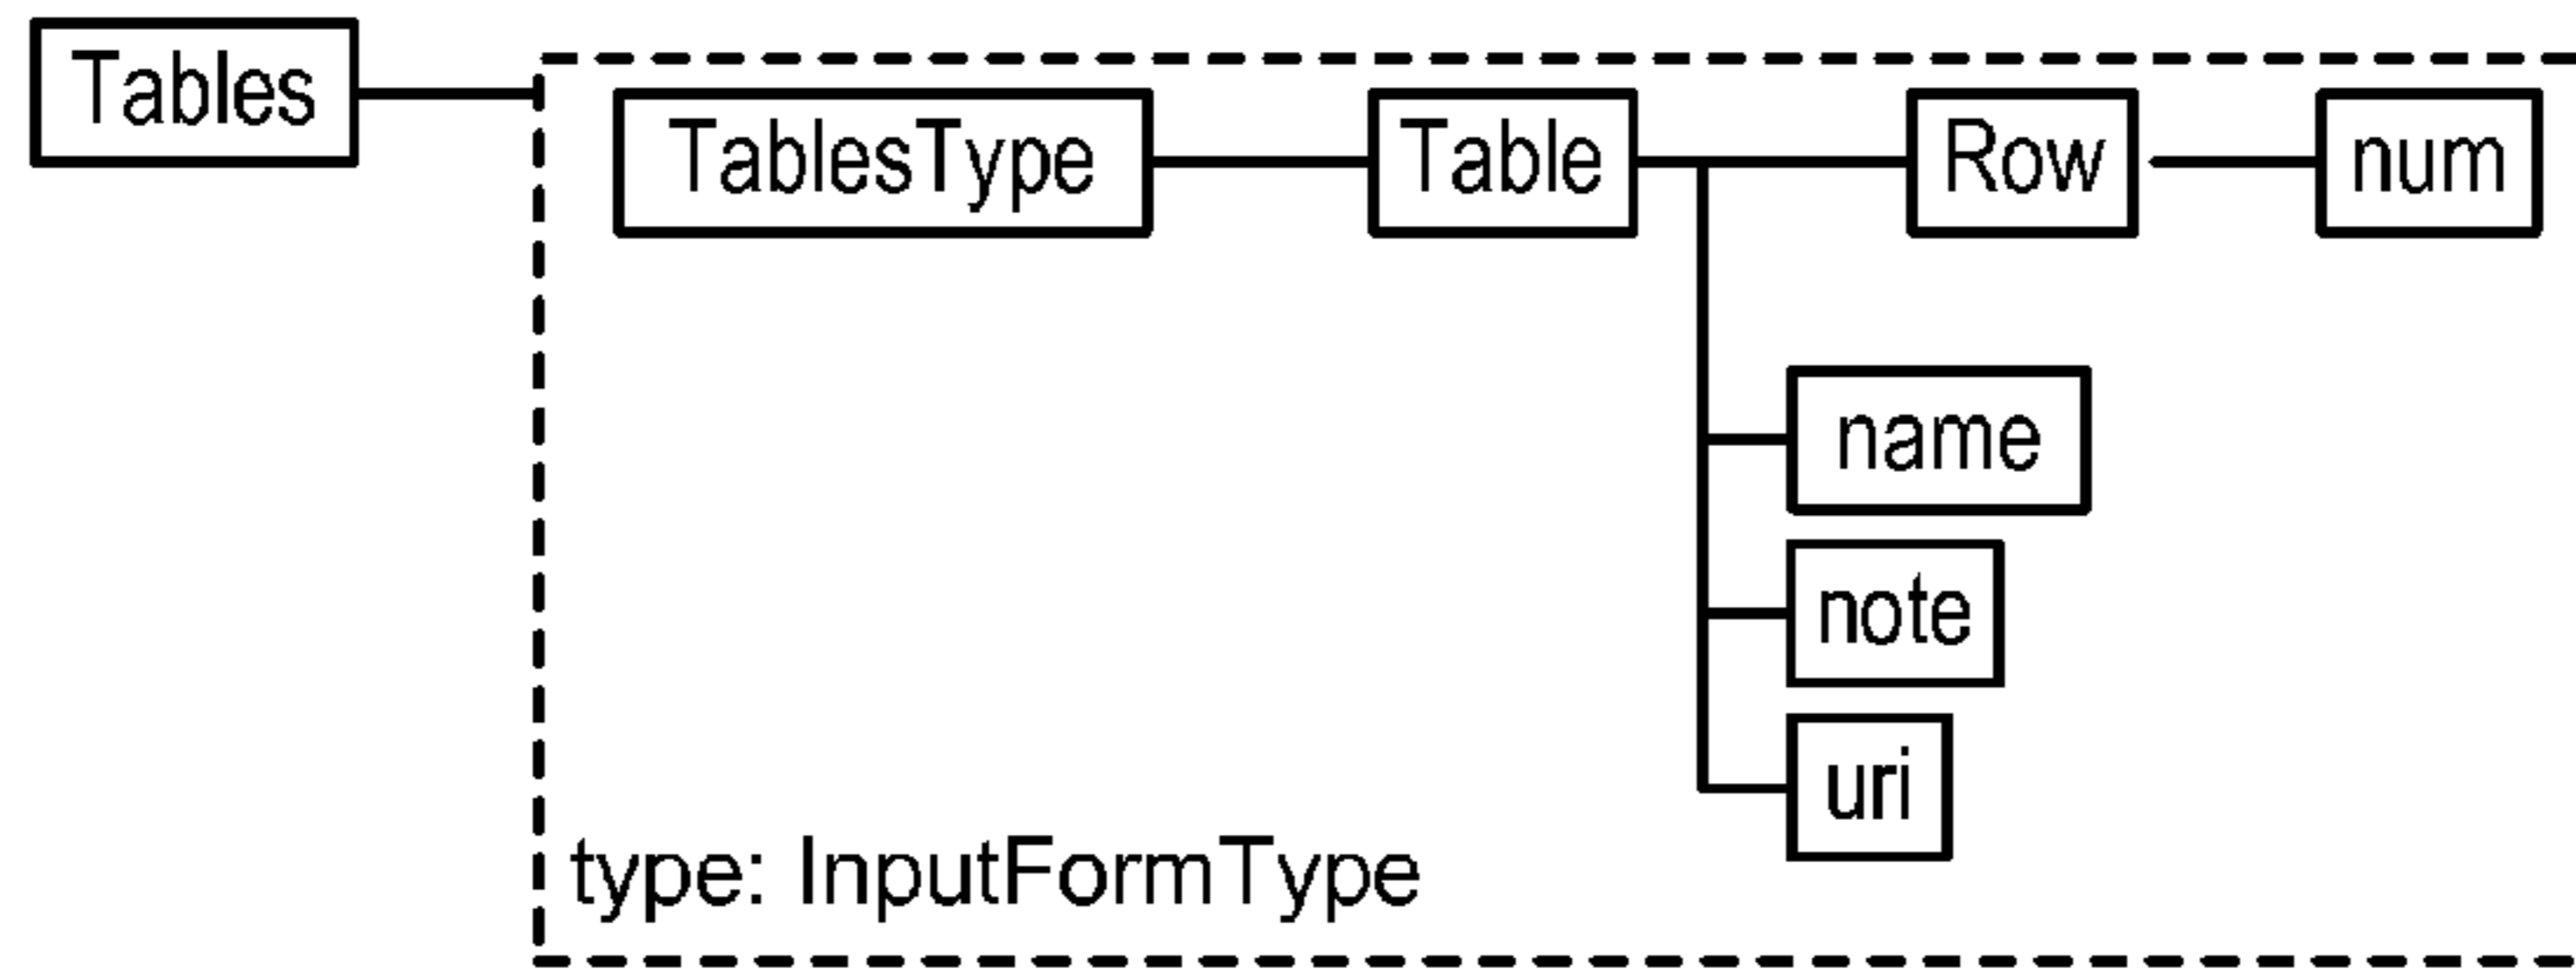 Tables
TablesType
Table
Row
num
name
note
uri
type: InputFormType